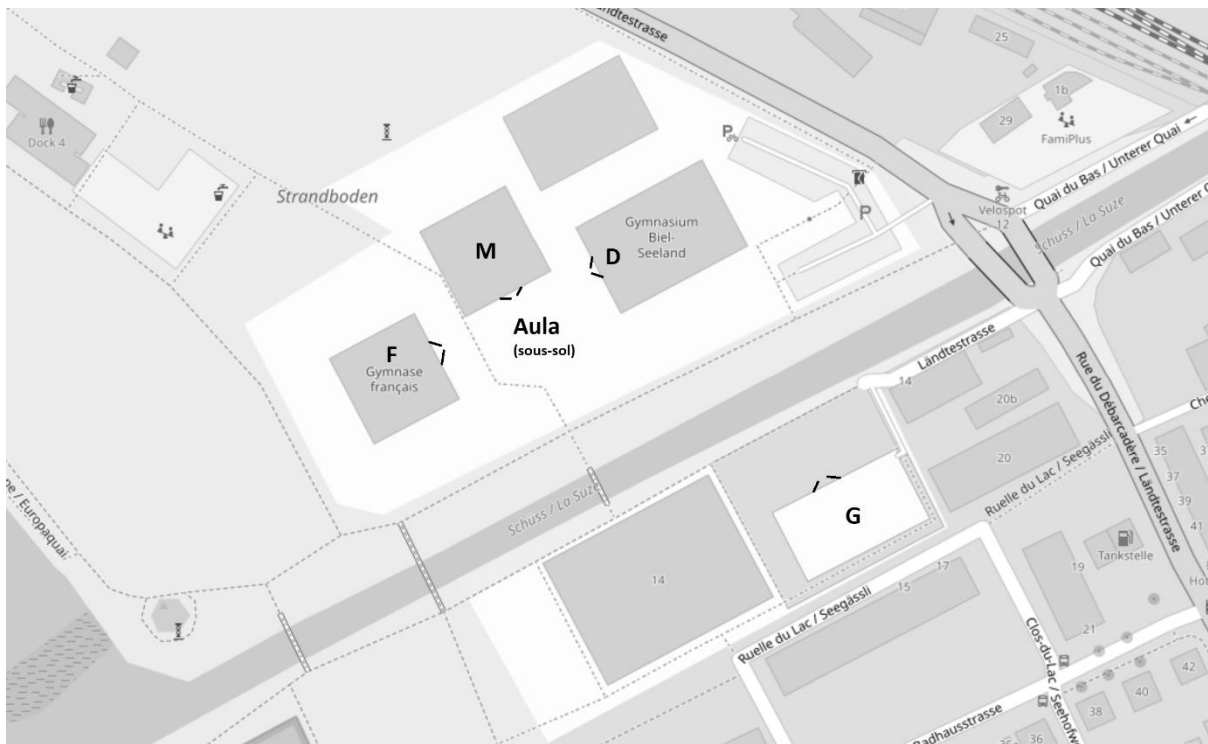 Ländtestrasse
25
1b
29
FamiPlus
Quai du Bas / Unterer Quai
Dock 4
P
Strandboden
Gymnasium
Biel-
Seeland
P
Velospot
12
Schüss / La Suze
Quai du Bas / Unterer
M
D
Aula
(sous-sol)
F
Gymnase
français
Ländtestrasse
14
20b
20
Rue du Débarcadère / Ländtestrasse
35
37
39
41
Ruelle du Lac / Seegässli
Schüss / La Suze
G
14
Tankstelle
19
17
15
21
Ruelle du Lac / Seegässli
/ Europaquai
Clos-du-Lac / Seehofw
42
40
38
36
Badhausstrasse